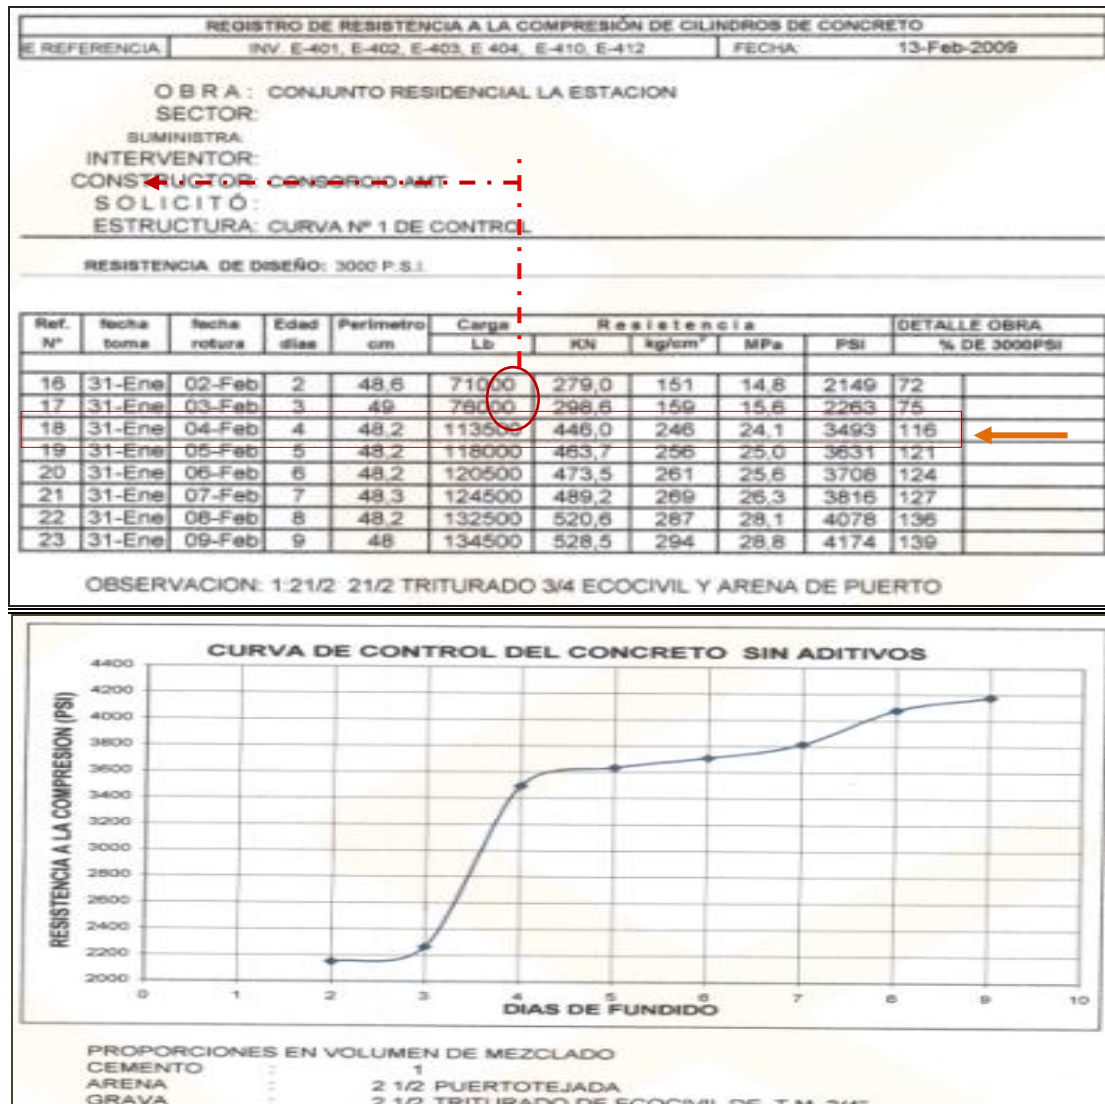 REGISTRO DE RESISTENCIA A LA COMPRESIÓN DE CILINDROS DE CONCRETO
E REFERENCIA. INV. E-401, E-402, E-403, E 404, E-410, E-412 FECHA: 13-Feb-2009
OBRA: CONJUNTO RESIDENCIAL LA ESTACION
SECTOR:
SUMINISTRA:
INTERVENTOR:
CONSTRUCTOR: CONSORCIO AMT
SOLICITÓ:
ESTRUCTURA: CURVA Nº 1 DE CONTROL
RESISTENCIA DE DISEÑO: 3000 P.S.I.
Ref. fecha fecha Edad Perimetro Carga Resistencia DETALLE OBRA
Nº toma rotura dias cm Lb KN kg/cm² MPa PSI % DE 3000PSI
16 31-Ene 02-Feb 2 48,6 71000 279,0 151 14,8 2149 72
17 31-Ene 03-Feb 3 49 76000 298,6 159 15,6 2263 75
18 31-Ene 04-Feb 4 48,2 113500 446,0 246 24,1 3493 116
19 31-Ene 05-Feb 5 48,2 118000 463,7 256 25,0 3631 121
20 31-Ene 06-Feb 6 48,2 120500 473,5 261 25,6 3708 124
21 31-Ene 07-Feb 7 48,3 124500 489,2 269 26,3 3816 127
22 31-Ene 08-Feb 8 48,2 132500 520,6 287 28,1 4078 136
23 31-Ene 09-Feb 9 48 134500 528,5 294 28,8 4174 139
OBSERVACION: 1:21/2 21/2 TRITURADO 3/4 ECOCIVIL Y ARENA DE PUERTO
CURVA DE CONTROL DEL CONCRETO SIN ADITIVOS
RESISTENCIA A LA COMPRESION (PSI)
4400
4200
4000
3800
3600
3400
3200
3000
2800
2600
2400
2200
2000
0 1 2 3 4 5 6 7 8 9 10
DIAS DE FUNDIDO
PROPORCIONES EN VOLUMEN DE MEZCLADO
CEMENTO : 1
ARENA : 2 1/2 PUERTOTEJADA
GRAVA : 2 1/2 TRITURADO DE ECOCIVIL DE T.M. 3/4"